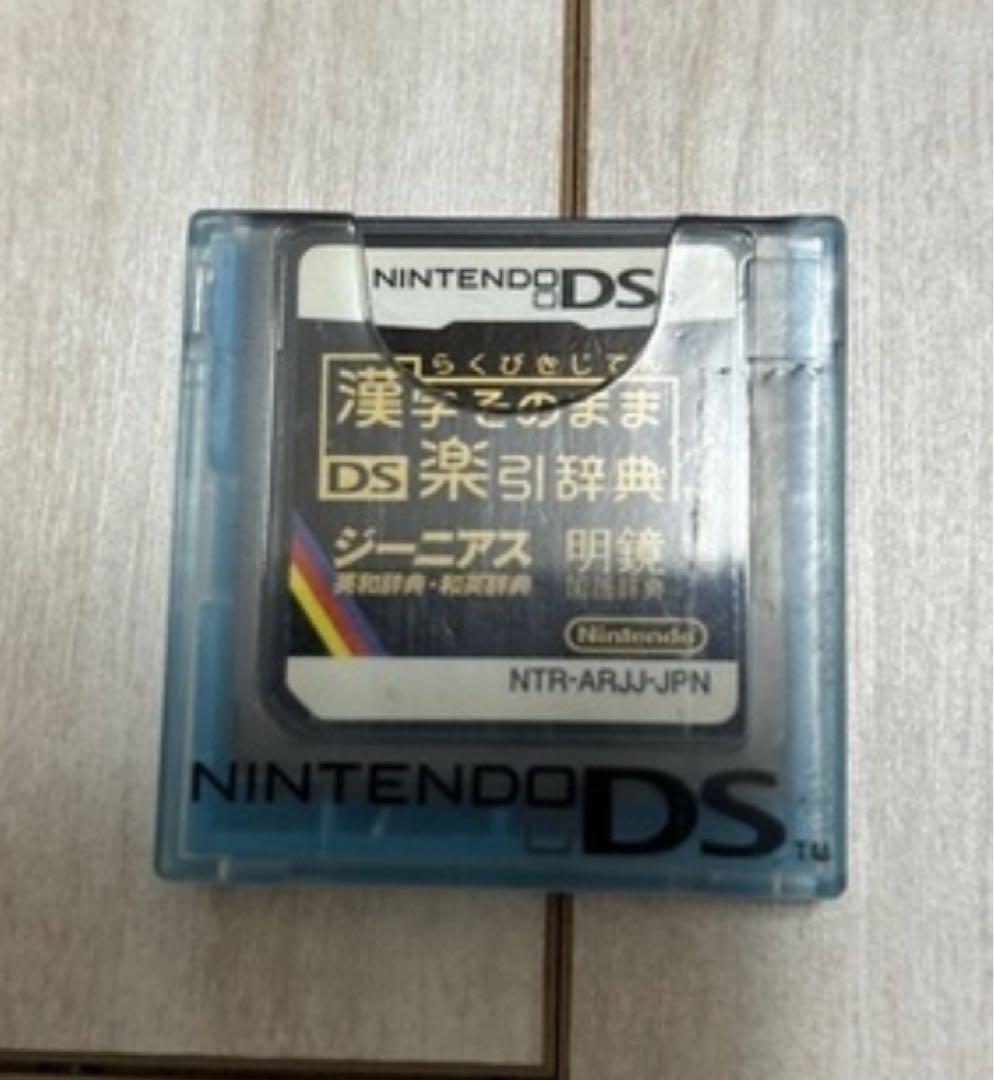 NINTENDO DS
らくびきじてん
漢字そのまま
DS 楽引辞典
ジーニアス 明鏡
英和辞典・和英辞典 国語辞典
Nintendo
NTR-ARJJ-JPN
NINTENDO DS TM